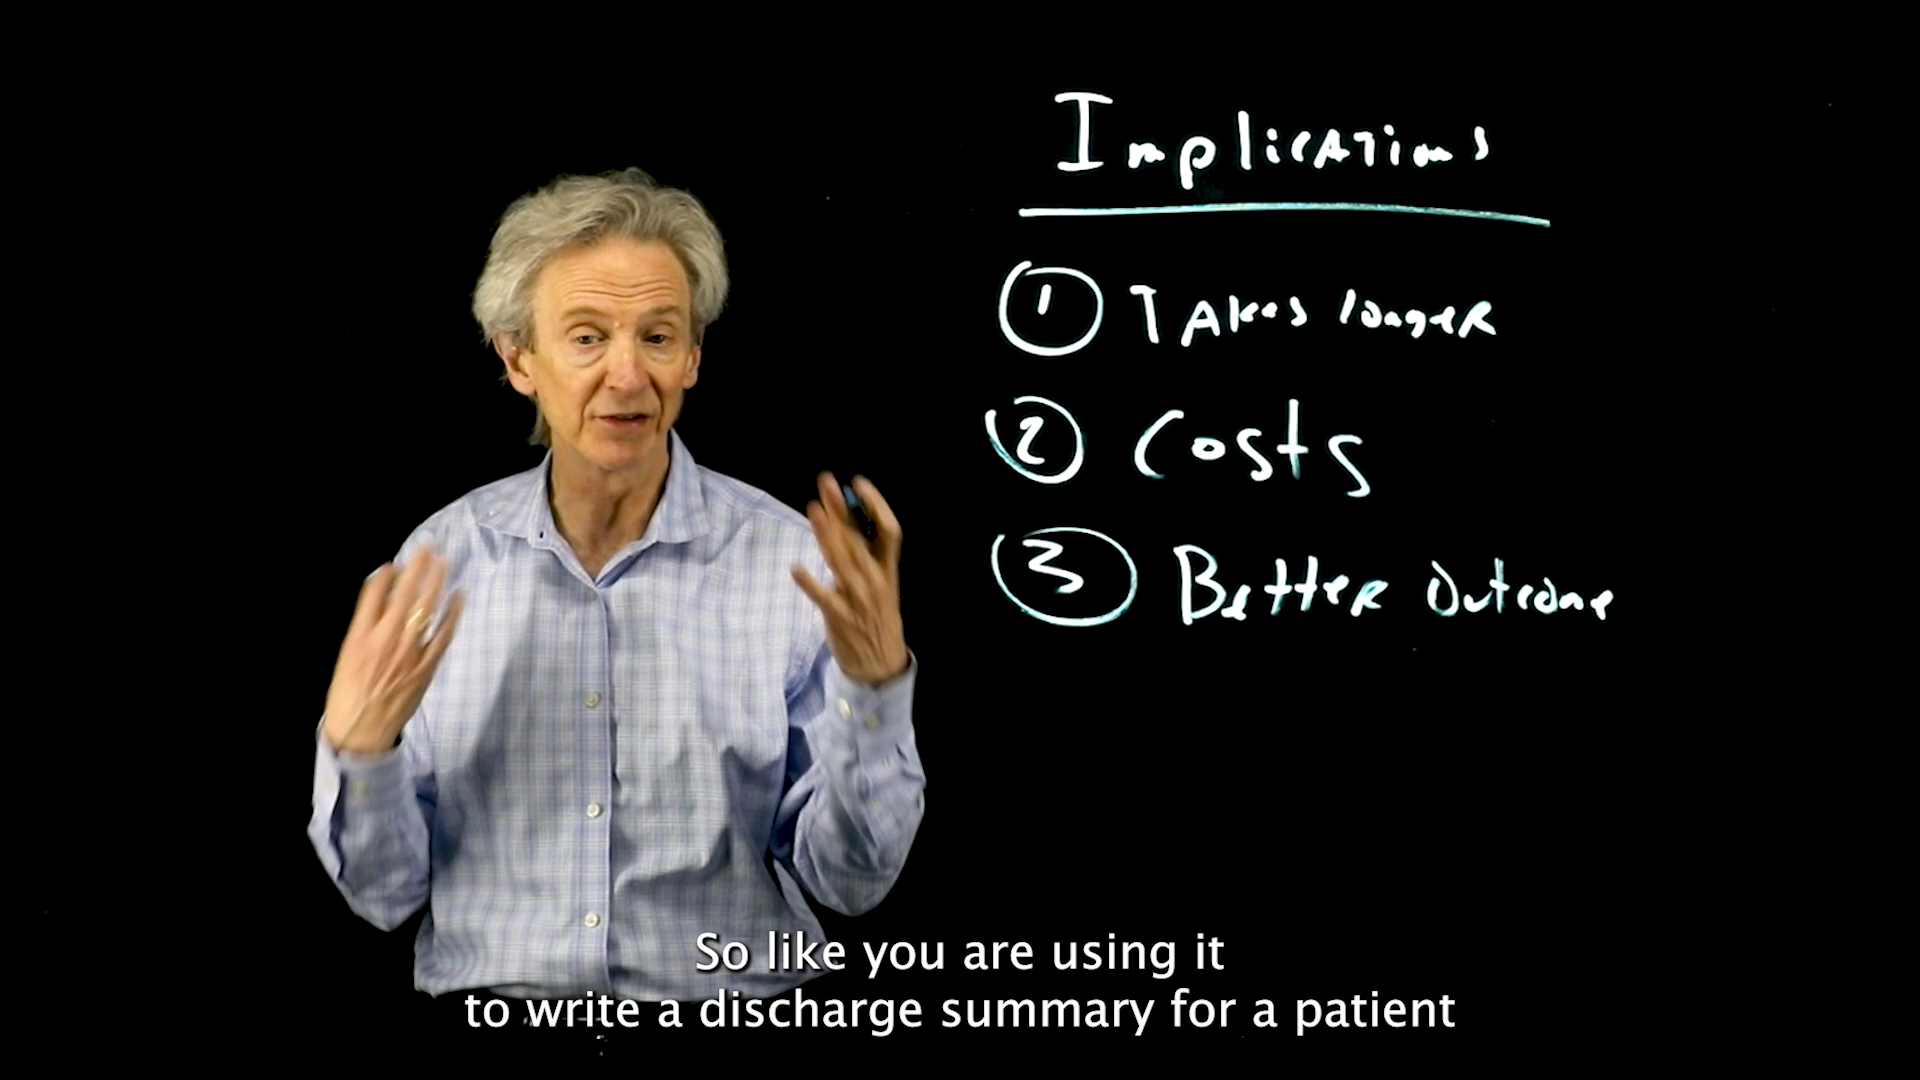 Implications
1 Takes longer
2 Costs
3 Better Outcome
So like you are using it
to write a discharge summary for a patient